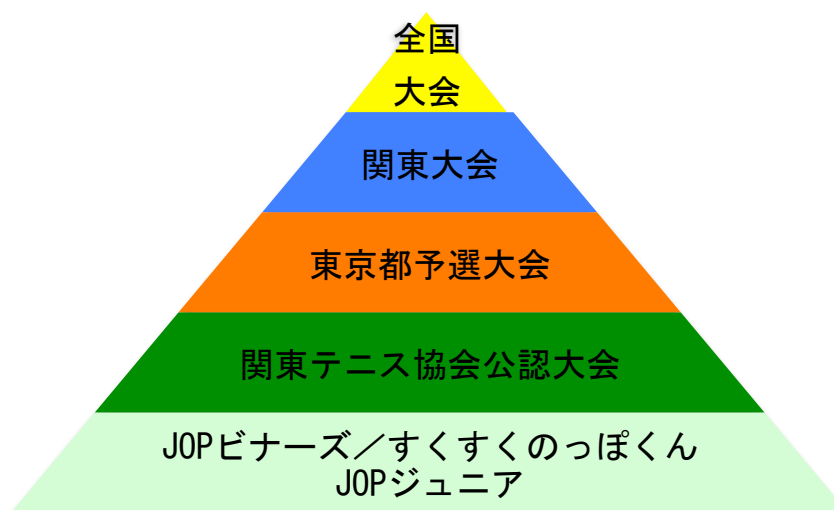 全国
大会
関東大会
東京都予選大会
関東テニス協会公認大会
JOPビナーズ／すくすくのっぽくん
JOPジュニア